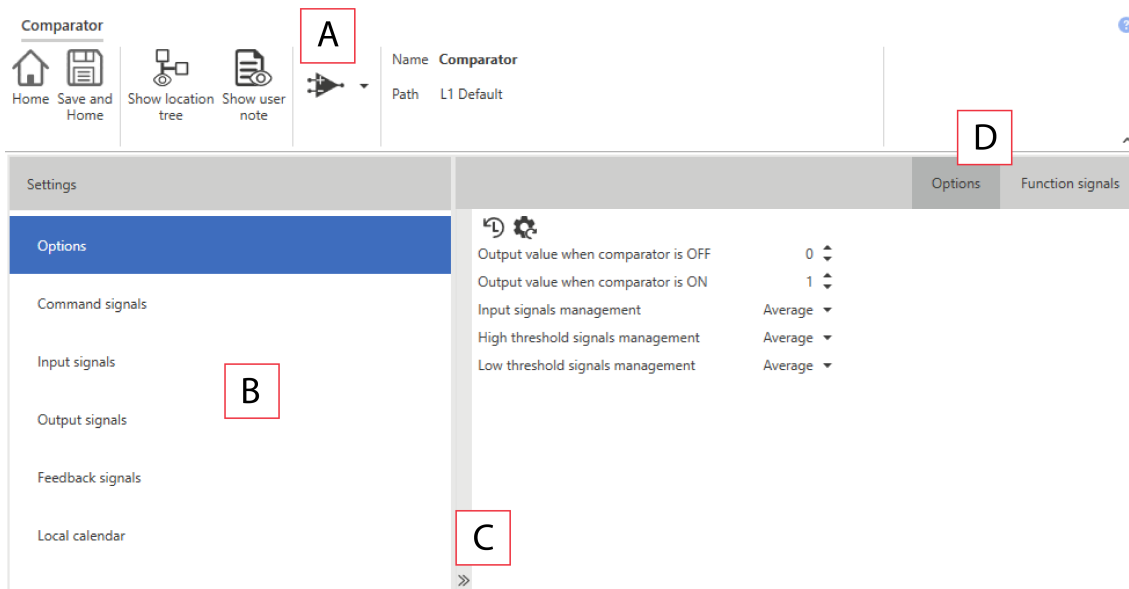 Comparator
A
?
Home
Save and
Home
Show location
tree
Show user
note
Name Comparator
Path L1 Default
D
Settings
Options
Function signals
Options
Command signals
Input signals
B
Output signals
Feedback signals
Local calendar
C
Output value when comparator is OFF 0
Output value when comparator is ON 1
Input signals management Average
High threshold signals management Average
Low threshold signals management Average